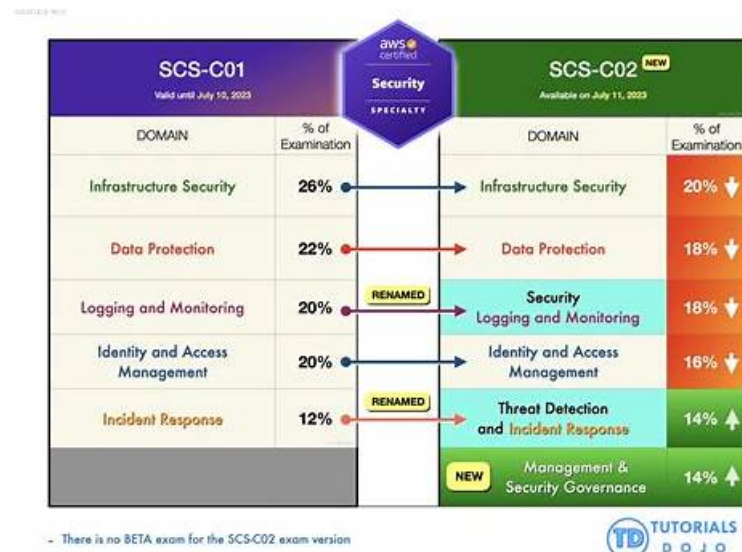 aws
certified
Security
SPECIALTY
SCS-C01
Valid until July 10, 2023
SCS-C02 NEW
Available on July 11, 2023
DOMAIN % of Examination
DOMAIN % of Examination
Infrastructure Security 26% Infrastructure Security 20%
Data Protection 22% Data Protection 18%
Logging and Monitoring 20% RENAMED Security Logging and Monitoring 18%
Identity and Access Management 20% Identity and Access Management 16%
Incident Response 12% RENAMED Threat Detection and Incident Response 14%
NEW Management & Security Governance 14%
- There is no BETA exam for the SCS-C02 exam version
TD TUTORIALS
DOJO